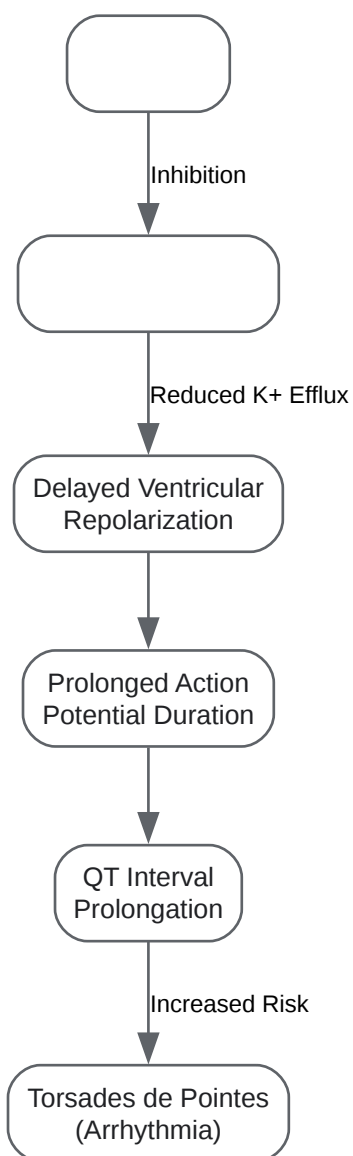 Inhibition
Reduced K+ Efflux
Delayed Ventricular
Repolarization
Prolonged Action
Potential Duration
QT Interval
Prolongation
Increased Risk
Torsades de Pointes
(Arrhythmia)